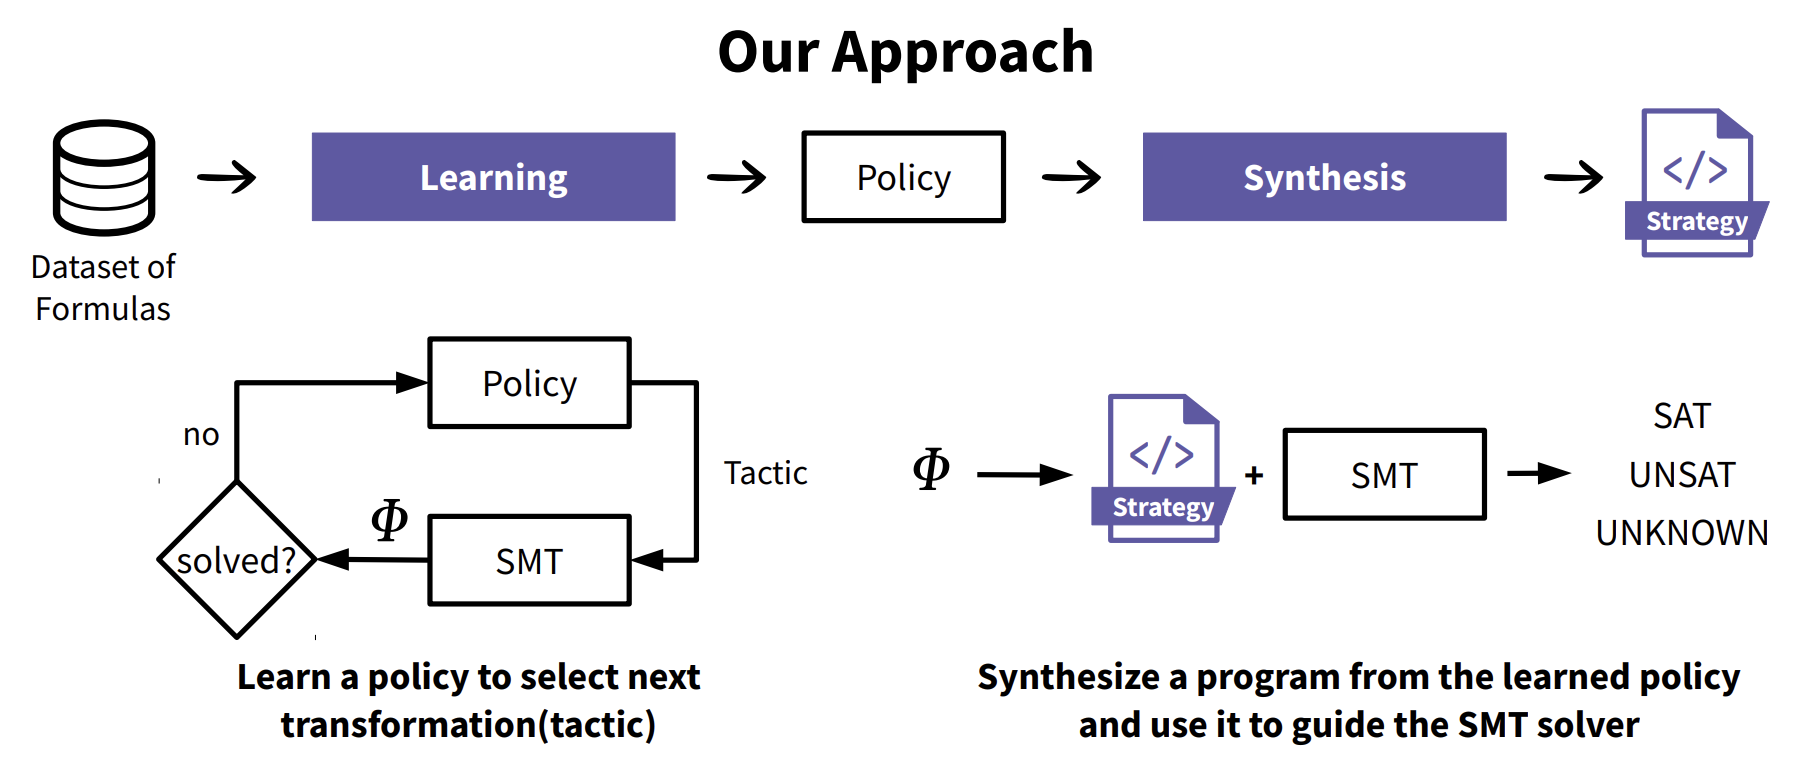 Our Approach
Learning
Policy
Synthesis
</>
Strategy
Dataset of
Formulas
Policy
no
Tactic
Φ
solved?
SMT
Φ
</>
Strategy
+
SMT
SAT
UNSAT
UNKNOWN
Learn a policy to select next
transformation(tactic)
Synthesize a program from the learned policy
and use it to guide the SMT solver